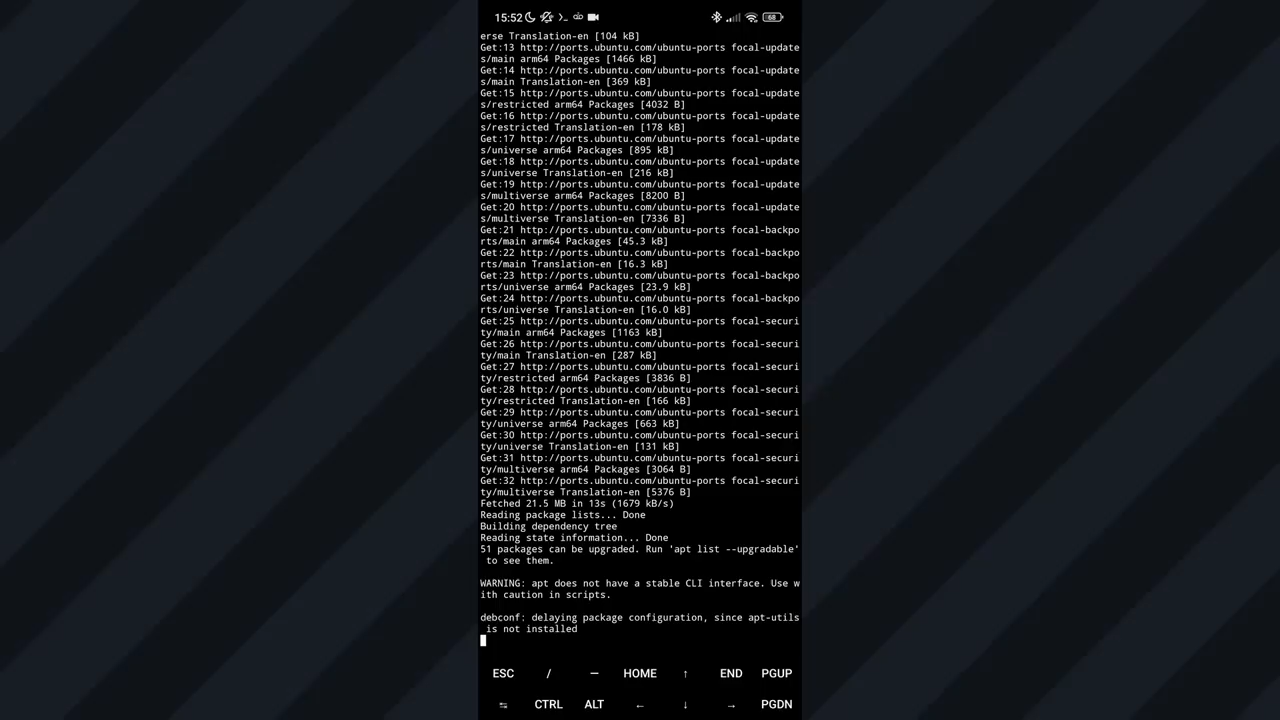 15:52
68
erse Translation-en [104 kB]
Get:13 http://ports.ubuntu.com/ubuntu-ports focal-update
s/main arm64 Packages [1466 kB]
Get:14 http://ports.ubuntu.com/ubuntu-ports focal-update
s/main Translation-en [369 kB]
Get:15 http://ports.ubuntu.com/ubuntu-ports focal-update
s/restricted arm64 Packages [4032 B]
Get:16 http://ports.ubuntu.com/ubuntu-ports focal-update
s/restricted Translation-en [178 kB]
Get:17 http://ports.ubuntu.com/ubuntu-ports focal-update
s/universe arm64 Packages [895 kB]
Get:18 http://ports.ubuntu.com/ubuntu-ports focal-update
s/universe Translation-en [216 kB]
Get:19 http://ports.ubuntu.com/ubuntu-ports focal-update
s/multiverse arm64 Packages [8200 B]
Get:20 http://ports.ubuntu.com/ubuntu-ports focal-update
s/multiverse Translation-en [7336 B]
Get:21 http://ports.ubuntu.com/ubuntu-ports focal-backpo
rts/main arm64 Packages [45.3 kB]
Get:22 http://ports.ubuntu.com/ubuntu-ports focal-backpo
rts/main Translation-en [16.3 kB]
Get:23 http://ports.ubuntu.com/ubuntu-ports focal-backpo
rts/universe arm64 Packages [23.9 kB]
Get:24 http://ports.ubuntu.com/ubuntu-ports focal-backpo
rts/universe Translation-en [16.0 kB]
Get:25 http://ports.ubuntu.com/ubuntu-ports focal-securi
ty/main arm64 Packages [1163 kB]
Get:26 http://ports.ubuntu.com/ubuntu-ports focal-securi
ty/main Translation-en [287 kB]
Get:27 http://ports.ubuntu.com/ubuntu-ports focal-securi
ty/restricted arm64 Packages [3836 B]
Get:28 http://ports.ubuntu.com/ubuntu-ports focal-securi
ty/restricted Translation-en [166 kB]
Get:29 http://ports.ubuntu.com/ubuntu-ports focal-securi
ty/universe arm64 Packages [663 kB]
Get:30 http://ports.ubuntu.com/ubuntu-ports focal-securi
ty/universe Translation-en [131 kB]
Get:31 http://ports.ubuntu.com/ubuntu-ports focal-securi
ty/multiverse arm64 Packages [3064 B]
Get:32 http://ports.ubuntu.com/ubuntu-ports focal-securi
ty/multiverse Translation-en [5376 B]
Fetched 21.5 MB in 13s (1679 kB/s)
Reading package lists... Done
Building dependency tree
Reading state information... Done
51 packages can be upgraded. Run 'apt list --upgradable'
 to see them.
WARNING: apt does not have a stable CLI interface. Use w
ith caution in scripts.
debconf: delaying package configuration, since apt-utils
 is not installed
ESC / — HOME ↑ END PGUP
⇆ CTRL ALT ← ↓ → PGDN